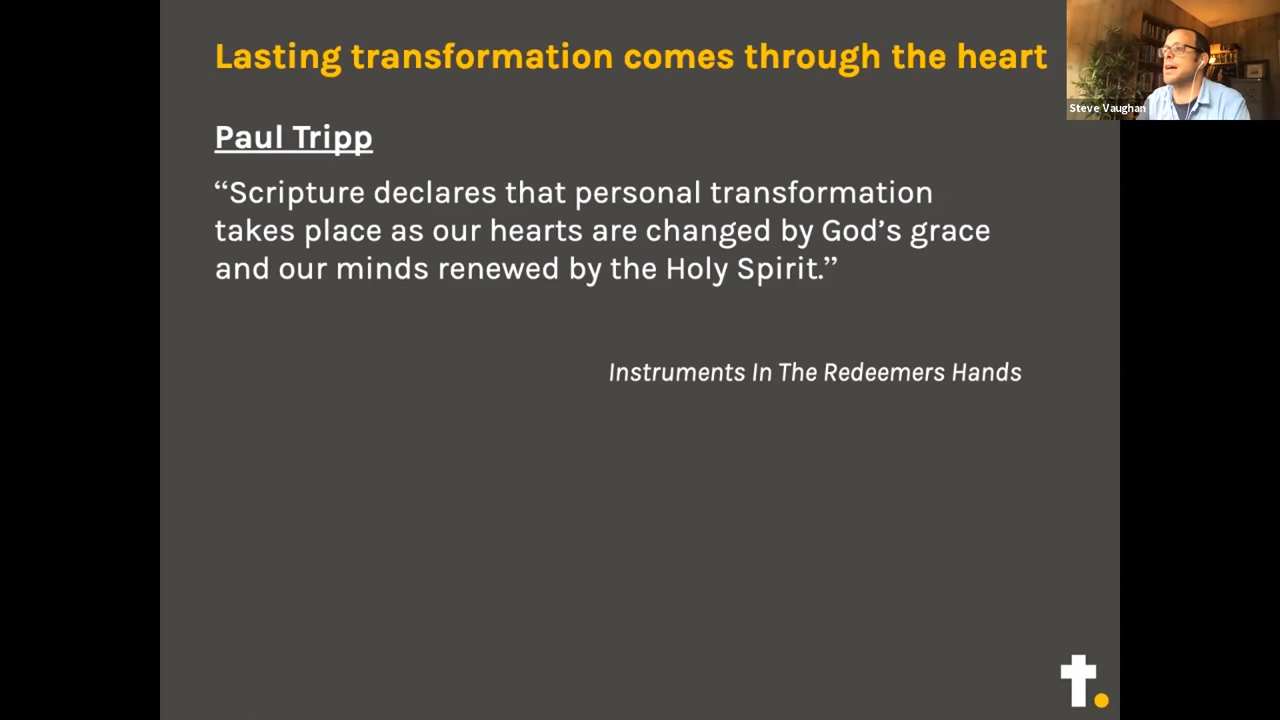 Lasting transformation comes through the heart
Steve Vaughan
Paul Tripp
“Scripture declares that personal transformation
takes place as our hearts are changed by God’s grace
and our minds renewed by the Holy Spirit.”
Instruments In The Redeemers Hands